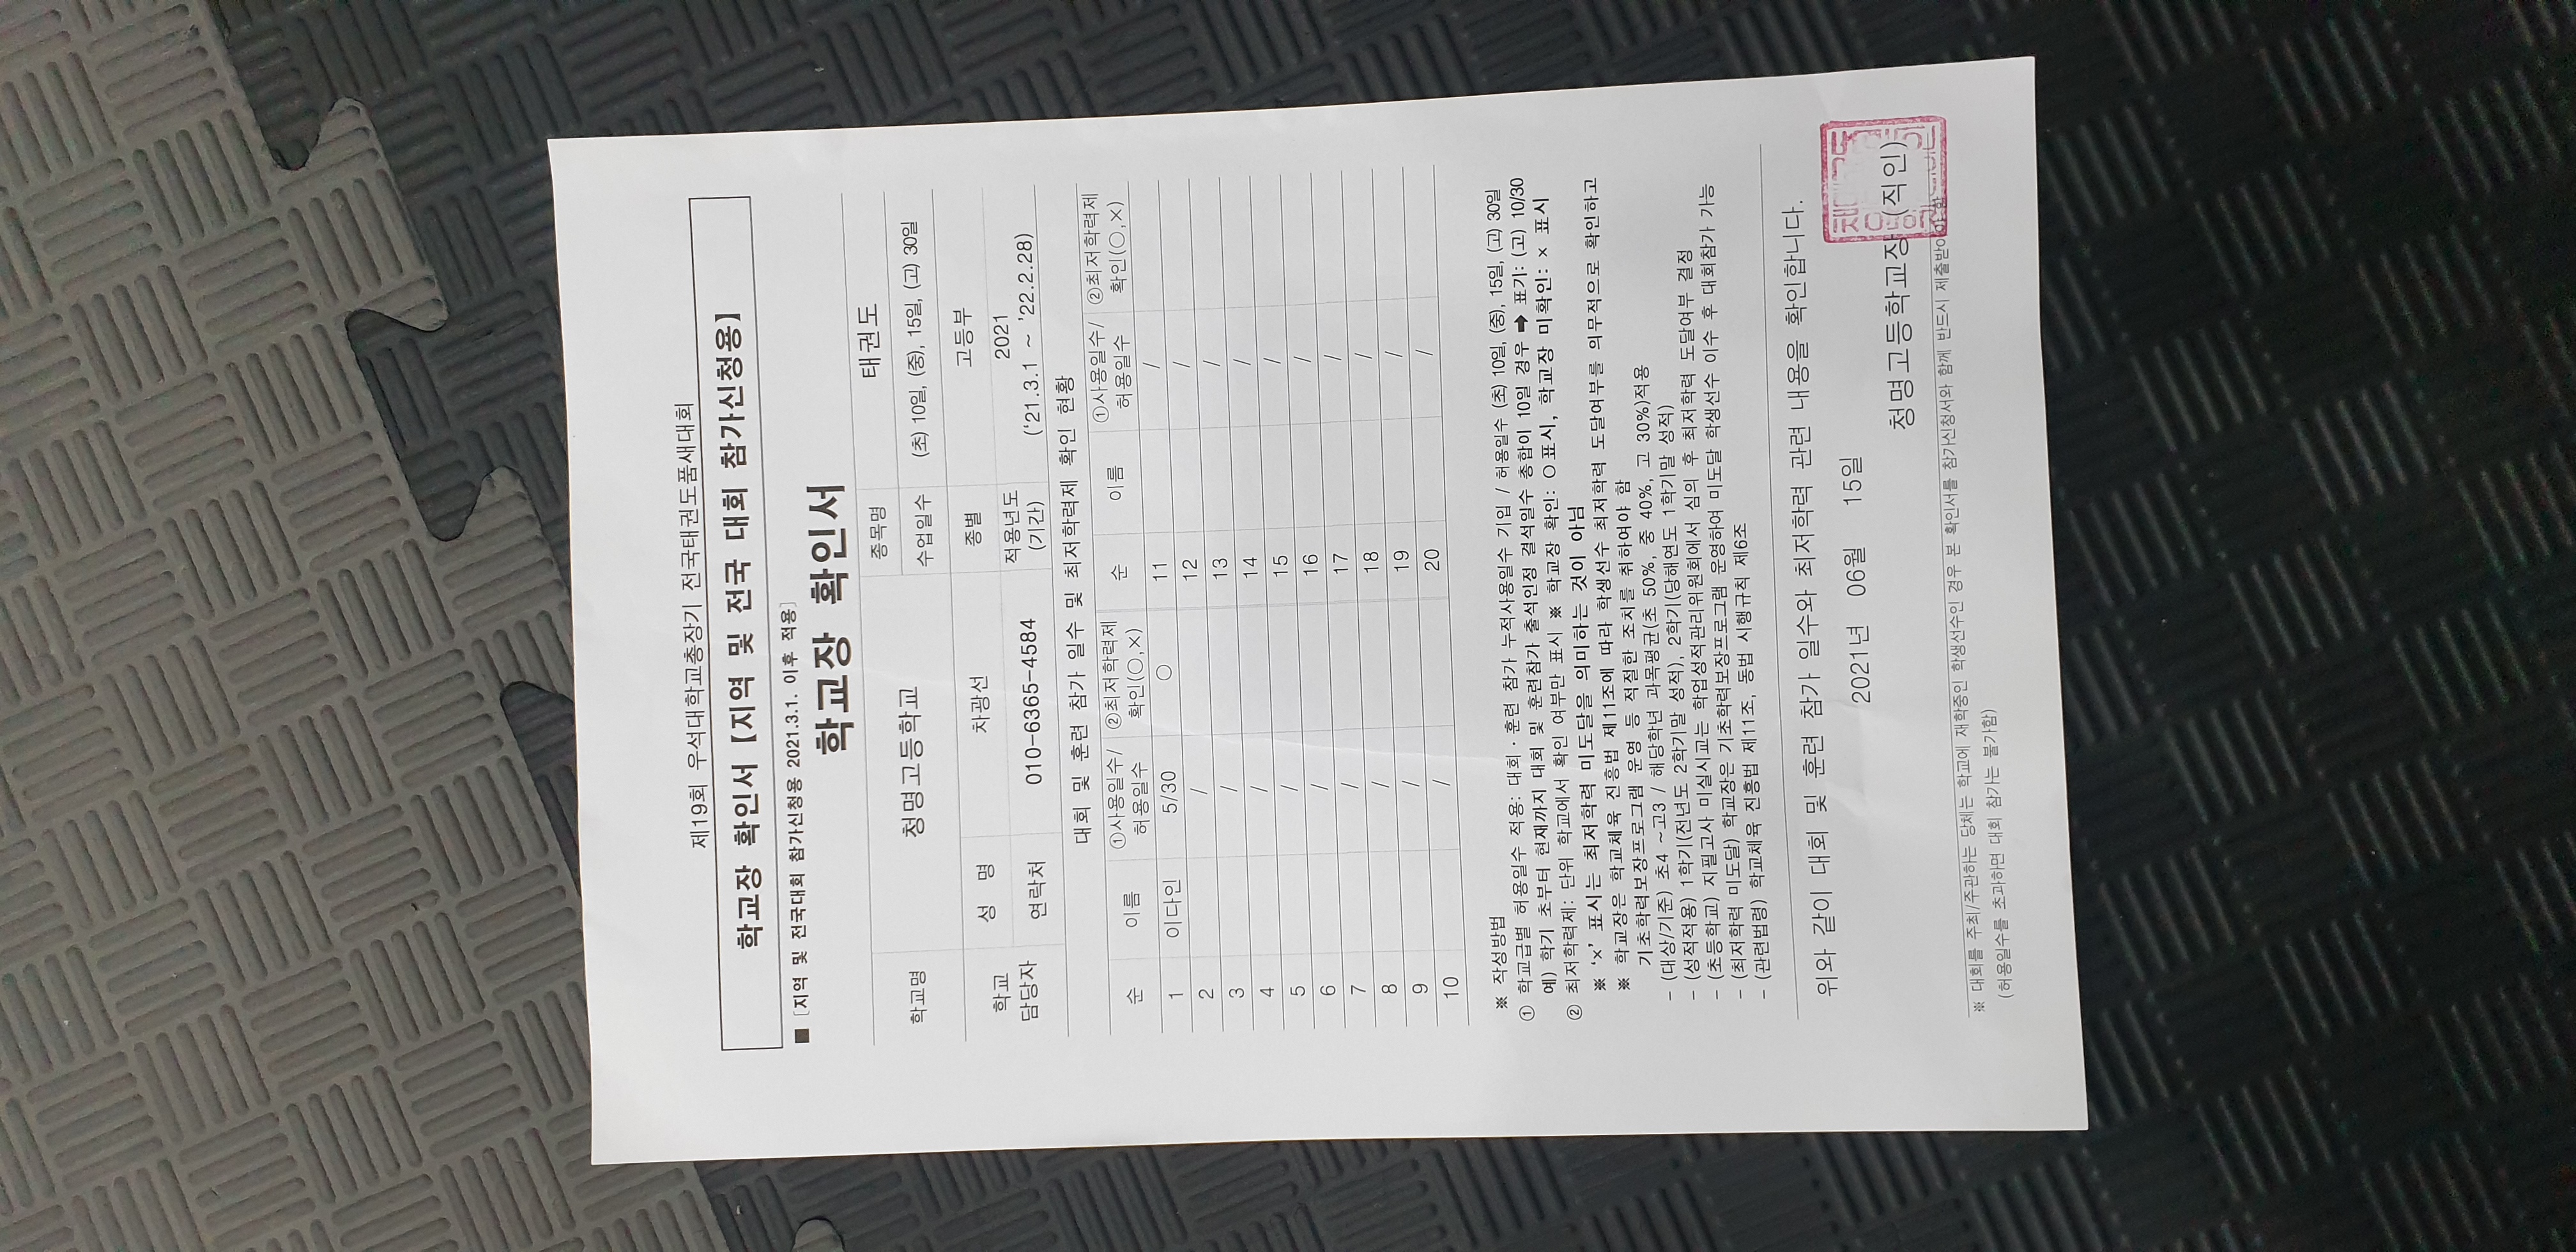 제19회 우석대학교총장기 전국태권도품새대회
학교장 확인서 [지역 및 전국 대회 참가신청용]
■ [지역 및 전국대회 참가신청용 2021.3.1. 이후 적용]
학교장 확인서
학교명 청명고등학교 종목명 태권도
수업일수 (초) 10일, (중), 15일, (고) 30일
학교 담당자 성 명 차광선 종별 고등부
연락처 010-6365-4584 적용년도 (기간) 2021 ('21.3.1 ~ '22.2.28)
대회 및 훈련 참가 일수 및 최저학력제 확인 현황
순 이름 ①사용일수/ 허용일수 ②최저학력제 확인(○,×) 순 이름 ①사용일수/ 허용일수 ②최저학력제 확인(○,×)
1 이다인 5/30 ○ 11 /
2 / 12 /
3 / 13 /
4 / 14 /
5 / 15 /
6 / 16 /
7 / 17 /
8 / 18 /
9 / 19 /
10 / 20 /
※ 작성방법
① 학교급별 허용일수 적용: 대회·훈련 참가 누적사용일수 기입 / 허용일수 (초) 10일, (중), 15일, (고) 30일
예) 학기 초부터 현재까지 대회 및 훈련참가 출석인정 결석일수 총합이 10일 경우 ➡ 표기: (고) 10/30
② 최저학력제: 단위 학교에서 확인 여부만 표시 ※ 학교장 확인: ○표시, 학교장 미확인: × 표시
※ '×' 표시는 최저학력 미도달을 의미하는 것이 아님
※ 학교장은 학교체육 진흥법 제11조에 따라 학생선수 최저학력 도달여부를 의무적으로 확인하고
기초학력보장프로그램 운영 등 적절한 조치를 취하여야 함
- (대상/기준) 초4 ~고3 / 해당학년 과목평균(초 50%, 중 40%, 고 30%)적용
- (성적적용) 1학기(전년도 2학기말 성적), 2학기(당해연도 1학기말 성적)
- (초등학교) 지필고사 미실시교는 학업성적관리위원회에서 심의 후 최저학력 도달여부 결정
- (최저학력 미도달) 학교장은 기초학력보장프로그램 운영하여 미도달 학생선수 이수 후 대회참가 가능
- (관련법령) 학교체육 진흥법 제11조, 동법 시행규칙 제6조
위와 같이 대회 및 훈련 참가 일수와 최저학력 관련 내용을 확인합니다.
2021년 06월 15일
청명고등학교장 (직인)
※ 대회를 주최/주관하는 단체는 학교에 재학중인 학생선수인 경우 본 확인서를 참가신청서와 함께 반드시 제출받아야 함
(허용일수를 초과하면 대회 참가는 불가함)